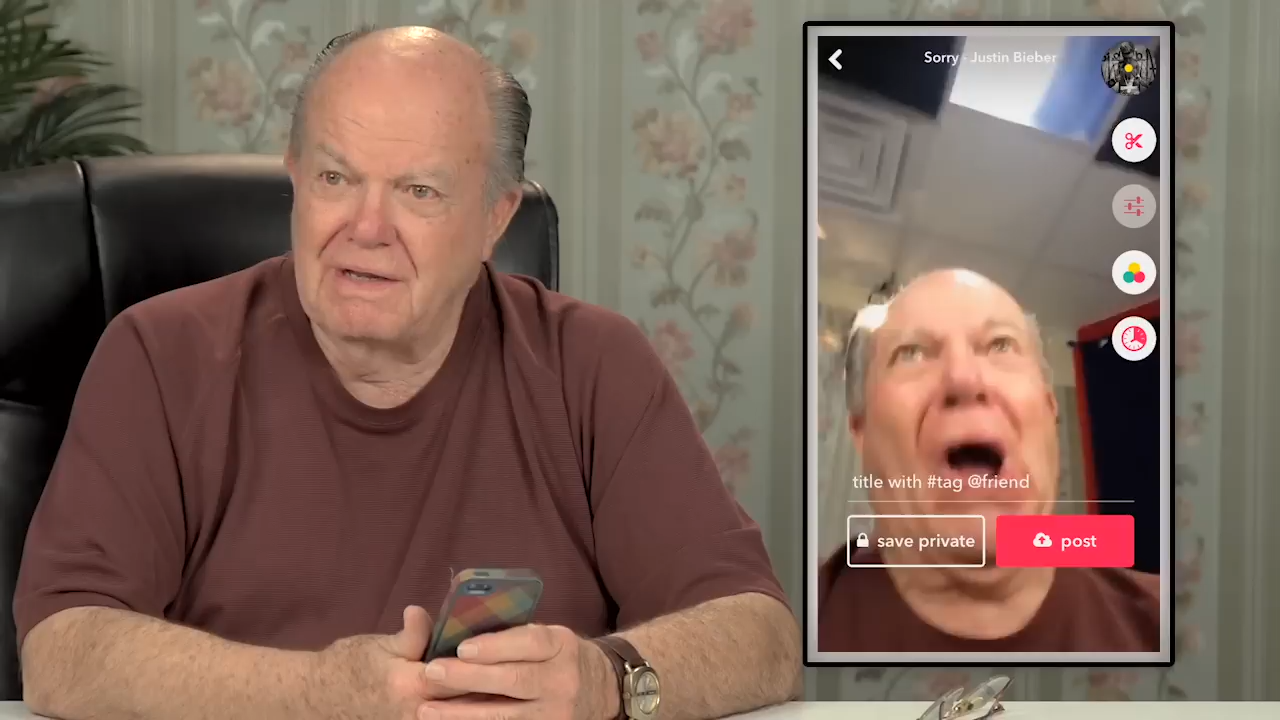 Sorry - Justin Bieber
title with #tag @friend
save private
post